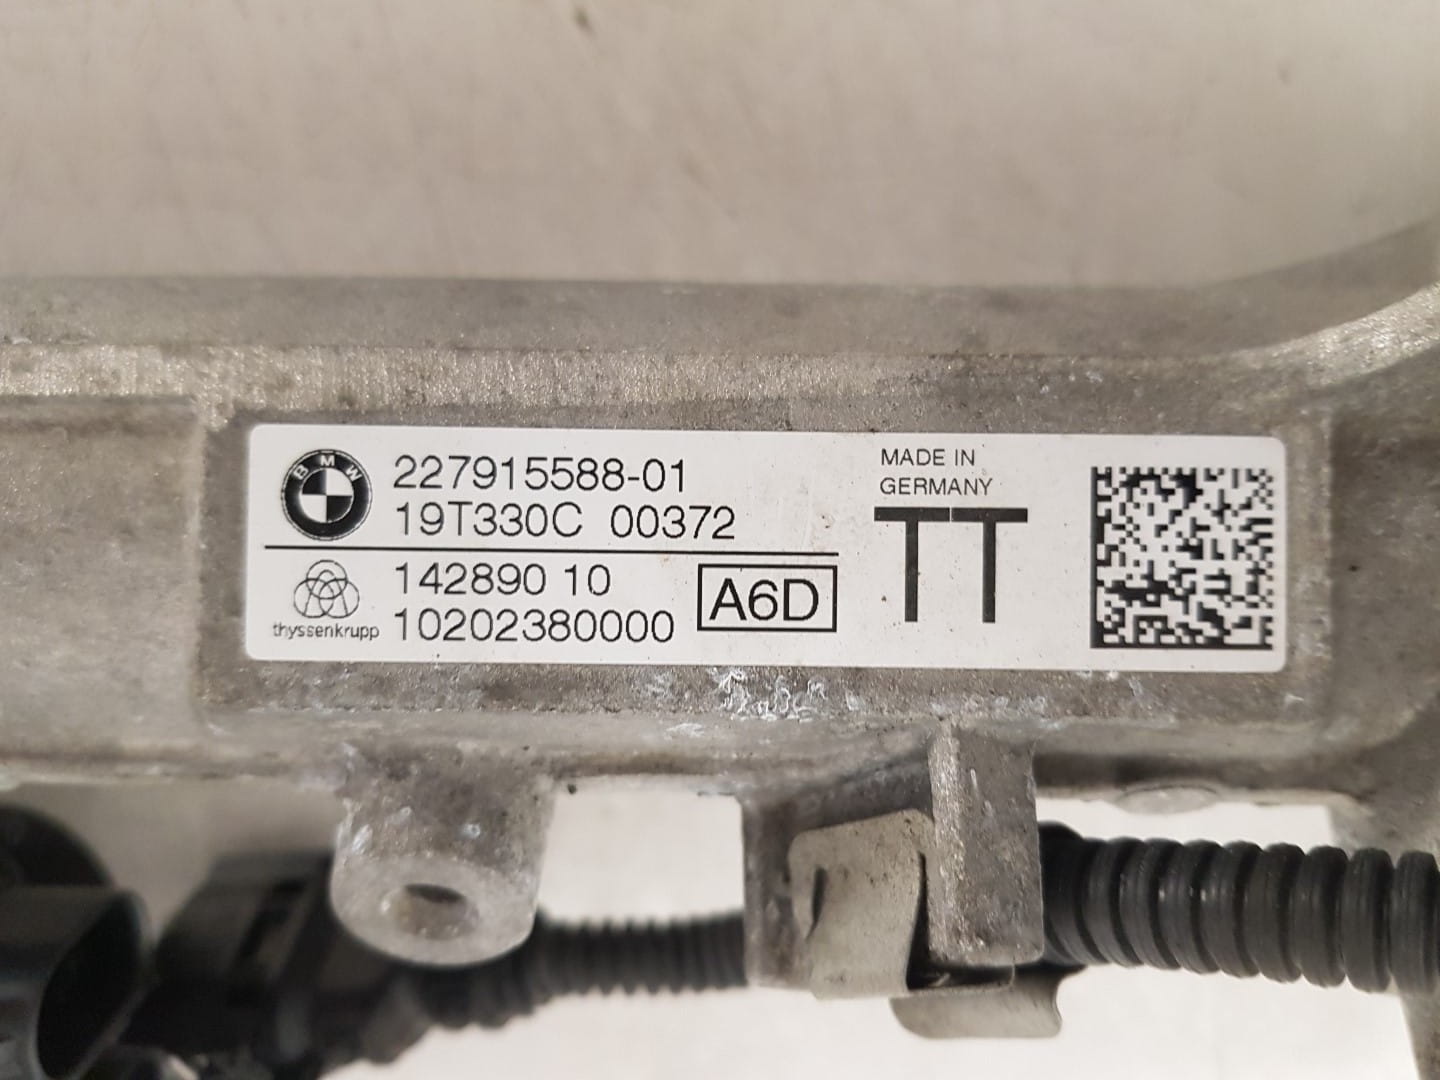 BMW
227915588-01
19T330C 00372
thyssenkrupp
142890 10
10202380000
A6D
MADE IN
GERMANY
TT